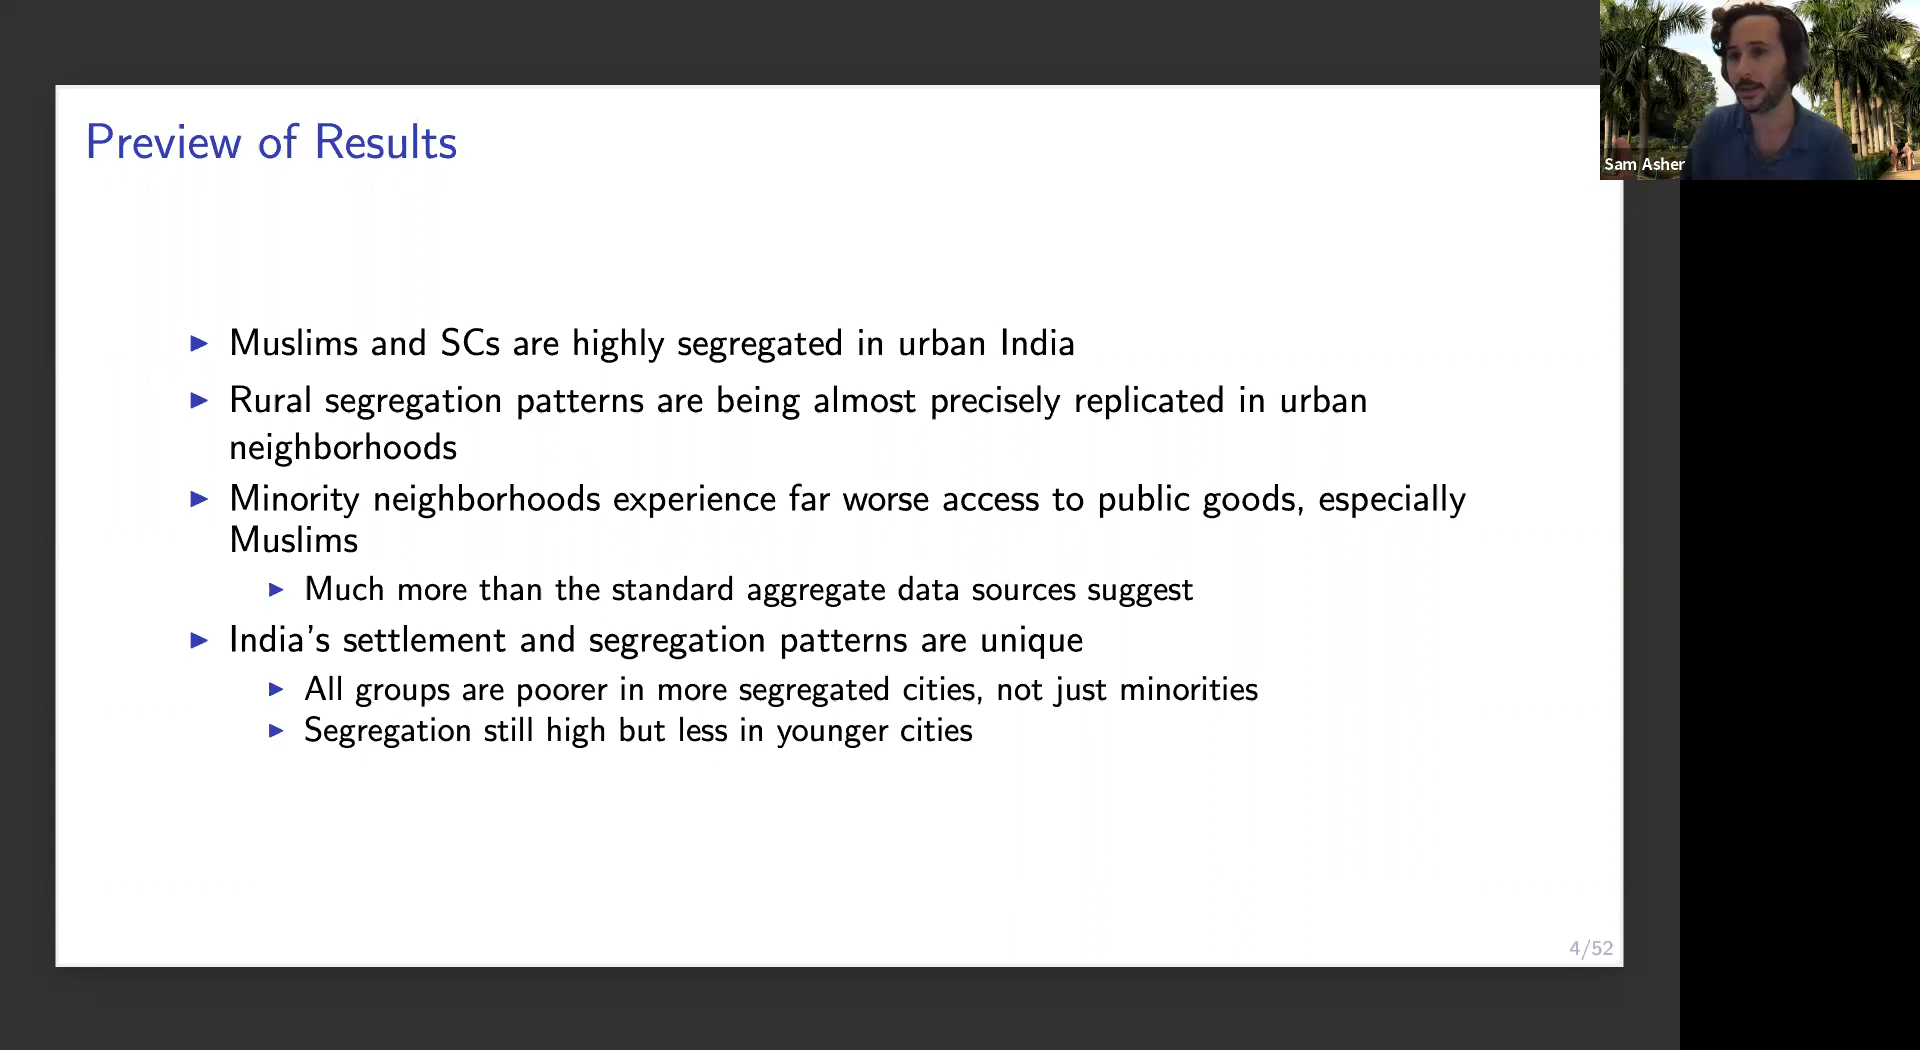 Preview of Results
Sam Asher
▶ Muslims and SCs are highly segregated in urban India
▶ Rural segregation patterns are being almost precisely replicated in urban
neighborhoods
▶ Minority neighborhoods experience far worse access to public goods, especially
Muslims
▶ Much more than the standard aggregate data sources suggest
▶ India's settlement and segregation patterns are unique
▶ All groups are poorer in more segregated cities, not just minorities
▶ Segregation still high but less in younger cities
4/52